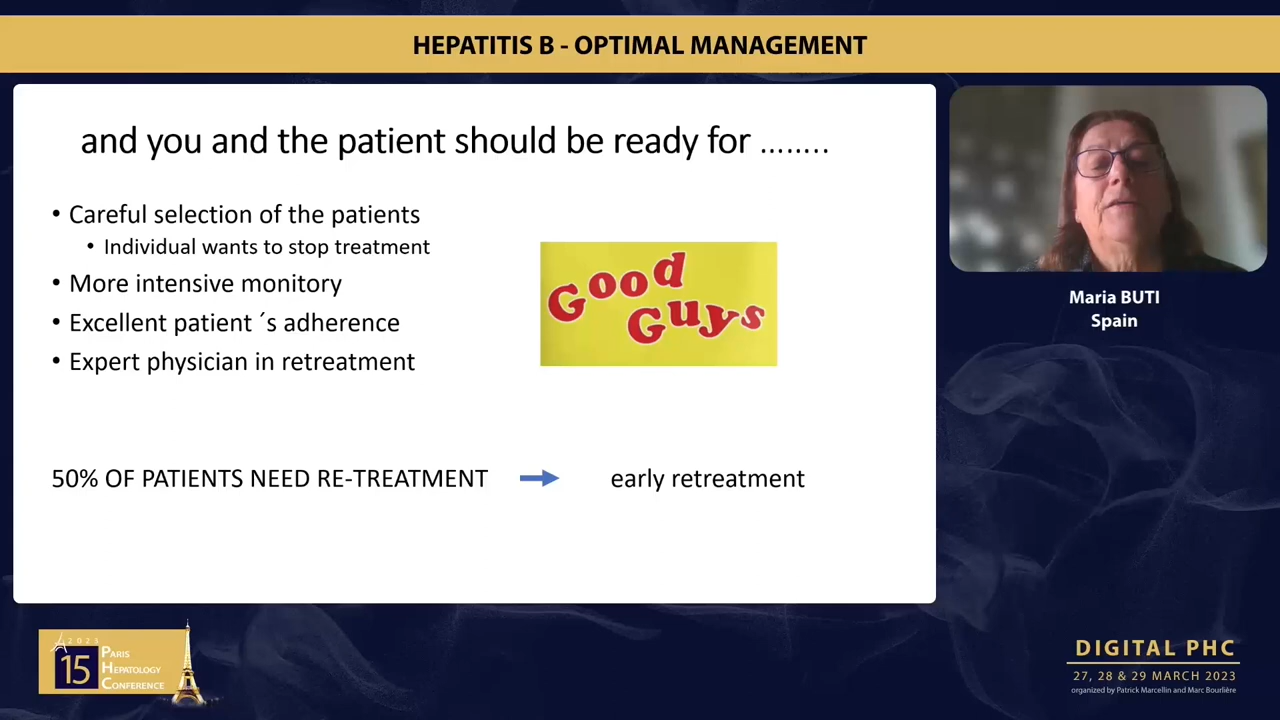 HEPATITIS B - OPTIMAL MANAGEMENT
and you and the patient should be ready for ........
• Careful selection of the patients
• Individual wants to stop treatment
• More intensive monitory
• Excellent patient ´s adherence
• Expert physician in retreatment
Good
Guys
50% OF PATIENTS NEED RE-TREATMENT
early retreatment
Maria BUTI
Spain
2023
15
PARIS
HEPATOLOGY
CONFERENCE
DIGITAL PHC
27, 28 & 29 MARCH 2023
organized by Patrick Marcellin and Marc Bourlière